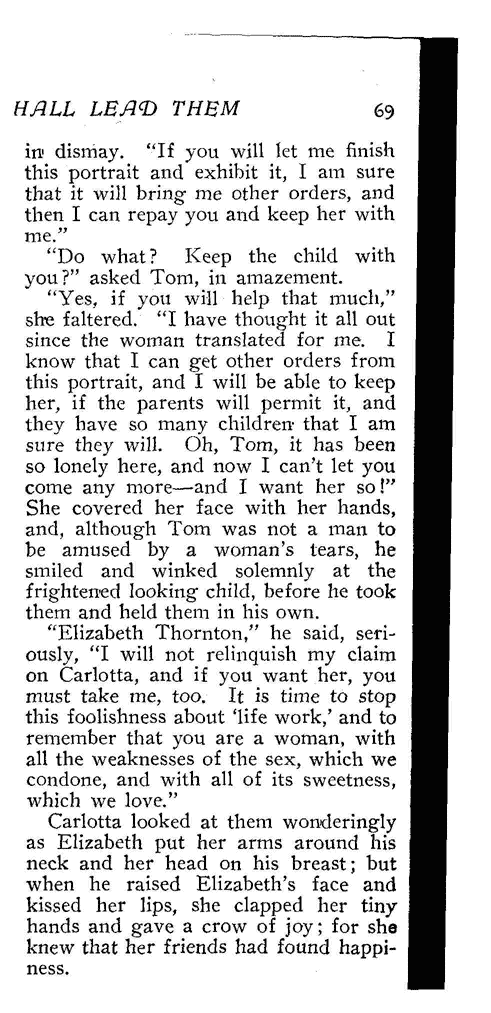 HALL LEAD THEM 69
in dismay. “If you will let me finish
this portrait and exhibit it, I am sure
that it will bring me other orders, and
then I can repay you and keep her with
me.”
“Do what? Keep the child with
you?” asked Tom, in amazement.
“Yes, if you will help that much,”
she faltered. “I have thought it all out
since the woman translated for me. I
know that I can get other orders from
this portrait, and I will be able to keep
her, if the parents will permit it, and
they have so many children that I am
sure they will. Oh, Tom, it has been
so lonely here, and now I can’t let you
come any more—and I want her so!”
She covered her face with her hands,
and, although Tom was not a man to
be amused by a woman’s tears, he
smiled and winked solemnly at the
frightened looking child, before he took
them and held them in his own.
“Elizabeth Thornton,” he said, seri-
ously, “I will not relinquish my claim
on Carlotta, and if you want her, you
must take me, too. It is time to stop
this foolishness about ‘life work,’ and to
remember that you are a woman, with
all the weaknesses of the sex, which we
condone, and with all of its sweetness,
which we love.”
Carlotta looked at them wonderingly
as Elizabeth put her arms around his
neck and her head on his breast; but
when he raised Elizabeth’s face and
kissed her lips, she clapped her tiny
hands and gave a crow of joy; for she
knew that her friends had found happi-
ness.